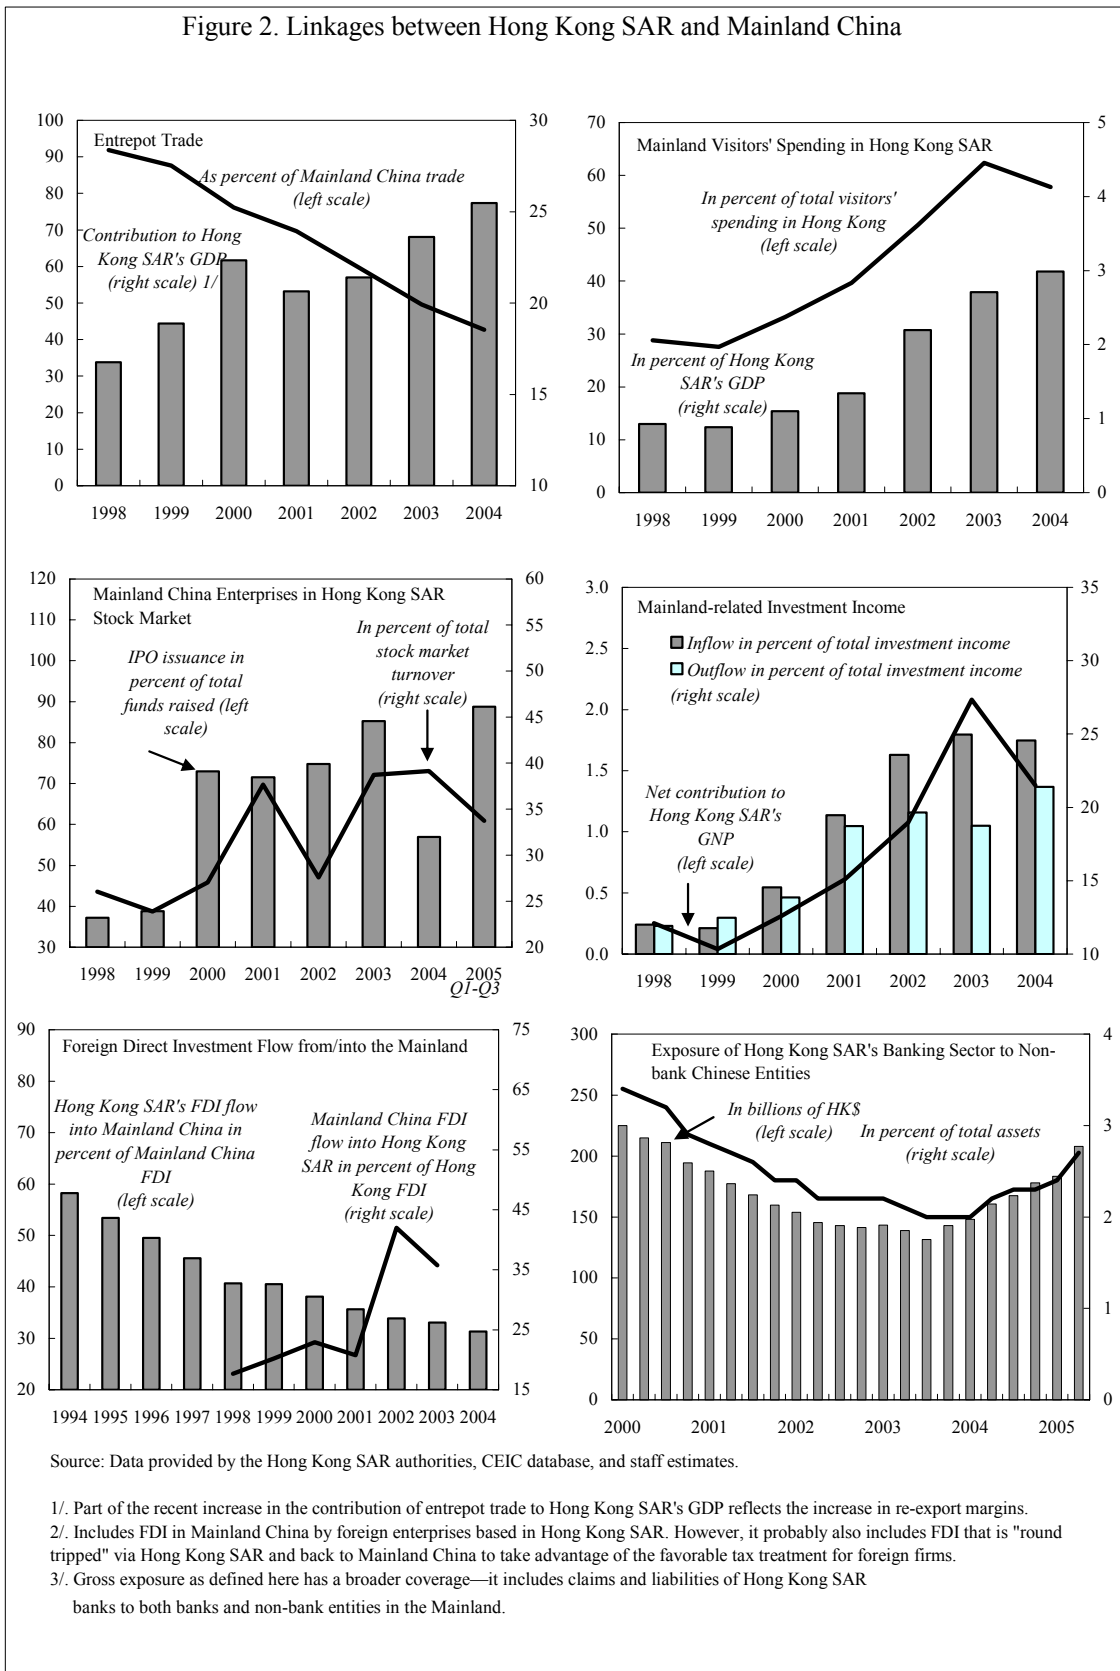 Figure 2. Linkages between Hong Kong SAR and Mainland China
Entrepot Trade
As percent of Mainland China trade
(left scale)
Contribution to Hong
Kong SAR's GDP
(right scale) 1/
100
90
80
70
60
50
40
30
20
10
0
30
25
20
15
10
1998 1999 2000 2001 2002 2003 2004
Mainland Visitors' Spending in Hong Kong SAR
In percent of total visitors'
spending in Hong Kong
(left scale)
In percent of Hong Kong
SAR's GDP
(right scale)
70
60
50
40
30
20
10
0
5
4
3
2
1
0
1998 1999 2000 2001 2002 2003 2004
Mainland China Enterprises in Hong Kong SAR
Stock Market
IPO issuance in
percent of total
funds raised (left
scale)
In percent of total
stock market
turnover
(right scale)
120
110
100
90
80
70
60
50
40
30
60
55
50
45
40
35
30
25
20
1998 1999 2000 2001 2002 2003 2004 2005
Q1-Q3
Mainland-related Investment Income
Inflow in percent of total investment income
Outflow in percent of total investment income
(right scale)
Net contribution to
Hong Kong SAR's
GNP
(left scale)
3.0
2.5
2.0
1.5
1.0
0.5
0.0
35
30
25
20
15
10
1998 1999 2000 2001 2002 2003 2004
Foreign Direct Investment Flow from/into the Mainland
Hong Kong SAR's FDI flow
into Mainland China in
percent of Mainland China
FDI
(left scale)
Mainland China FDI
flow into Hong Kong
SAR in percent of Hong
Kong FDI
(right scale)
90
80
70
60
50
40
30
20
75
65
55
45
35
25
15
1994 1995 1996 1997 1998 1999 2000 2001 2002 2003 2004
Exposure of Hong Kong SAR's Banking Sector to Non-
bank Chinese Entities
In billions of HK$
(left scale)
In percent of total assets
(right scale)
300
250
200
150
100
50
0
4
3
2
1
0
2000 2001 2002 2003 2004 2005
Source: Data provided by the Hong Kong SAR authorities, CEIC database, and staff estimates.
1/. Part of the recent increase in the contribution of entrepot trade to Hong Kong SAR's GDP reflects the increase in re-export margins.
2/. Includes FDI in Mainland China by foreign enterprises based in Hong Kong SAR. However, it probably also includes FDI that is "round
tripped" via Hong Kong SAR and back to Mainland China to take advantage of the favorable tax treatment for foreign firms.
3/. Gross exposure as defined here has a broader coverage—it includes claims and liabilities of Hong Kong SAR
banks to both banks and non-bank entities in the Mainland.